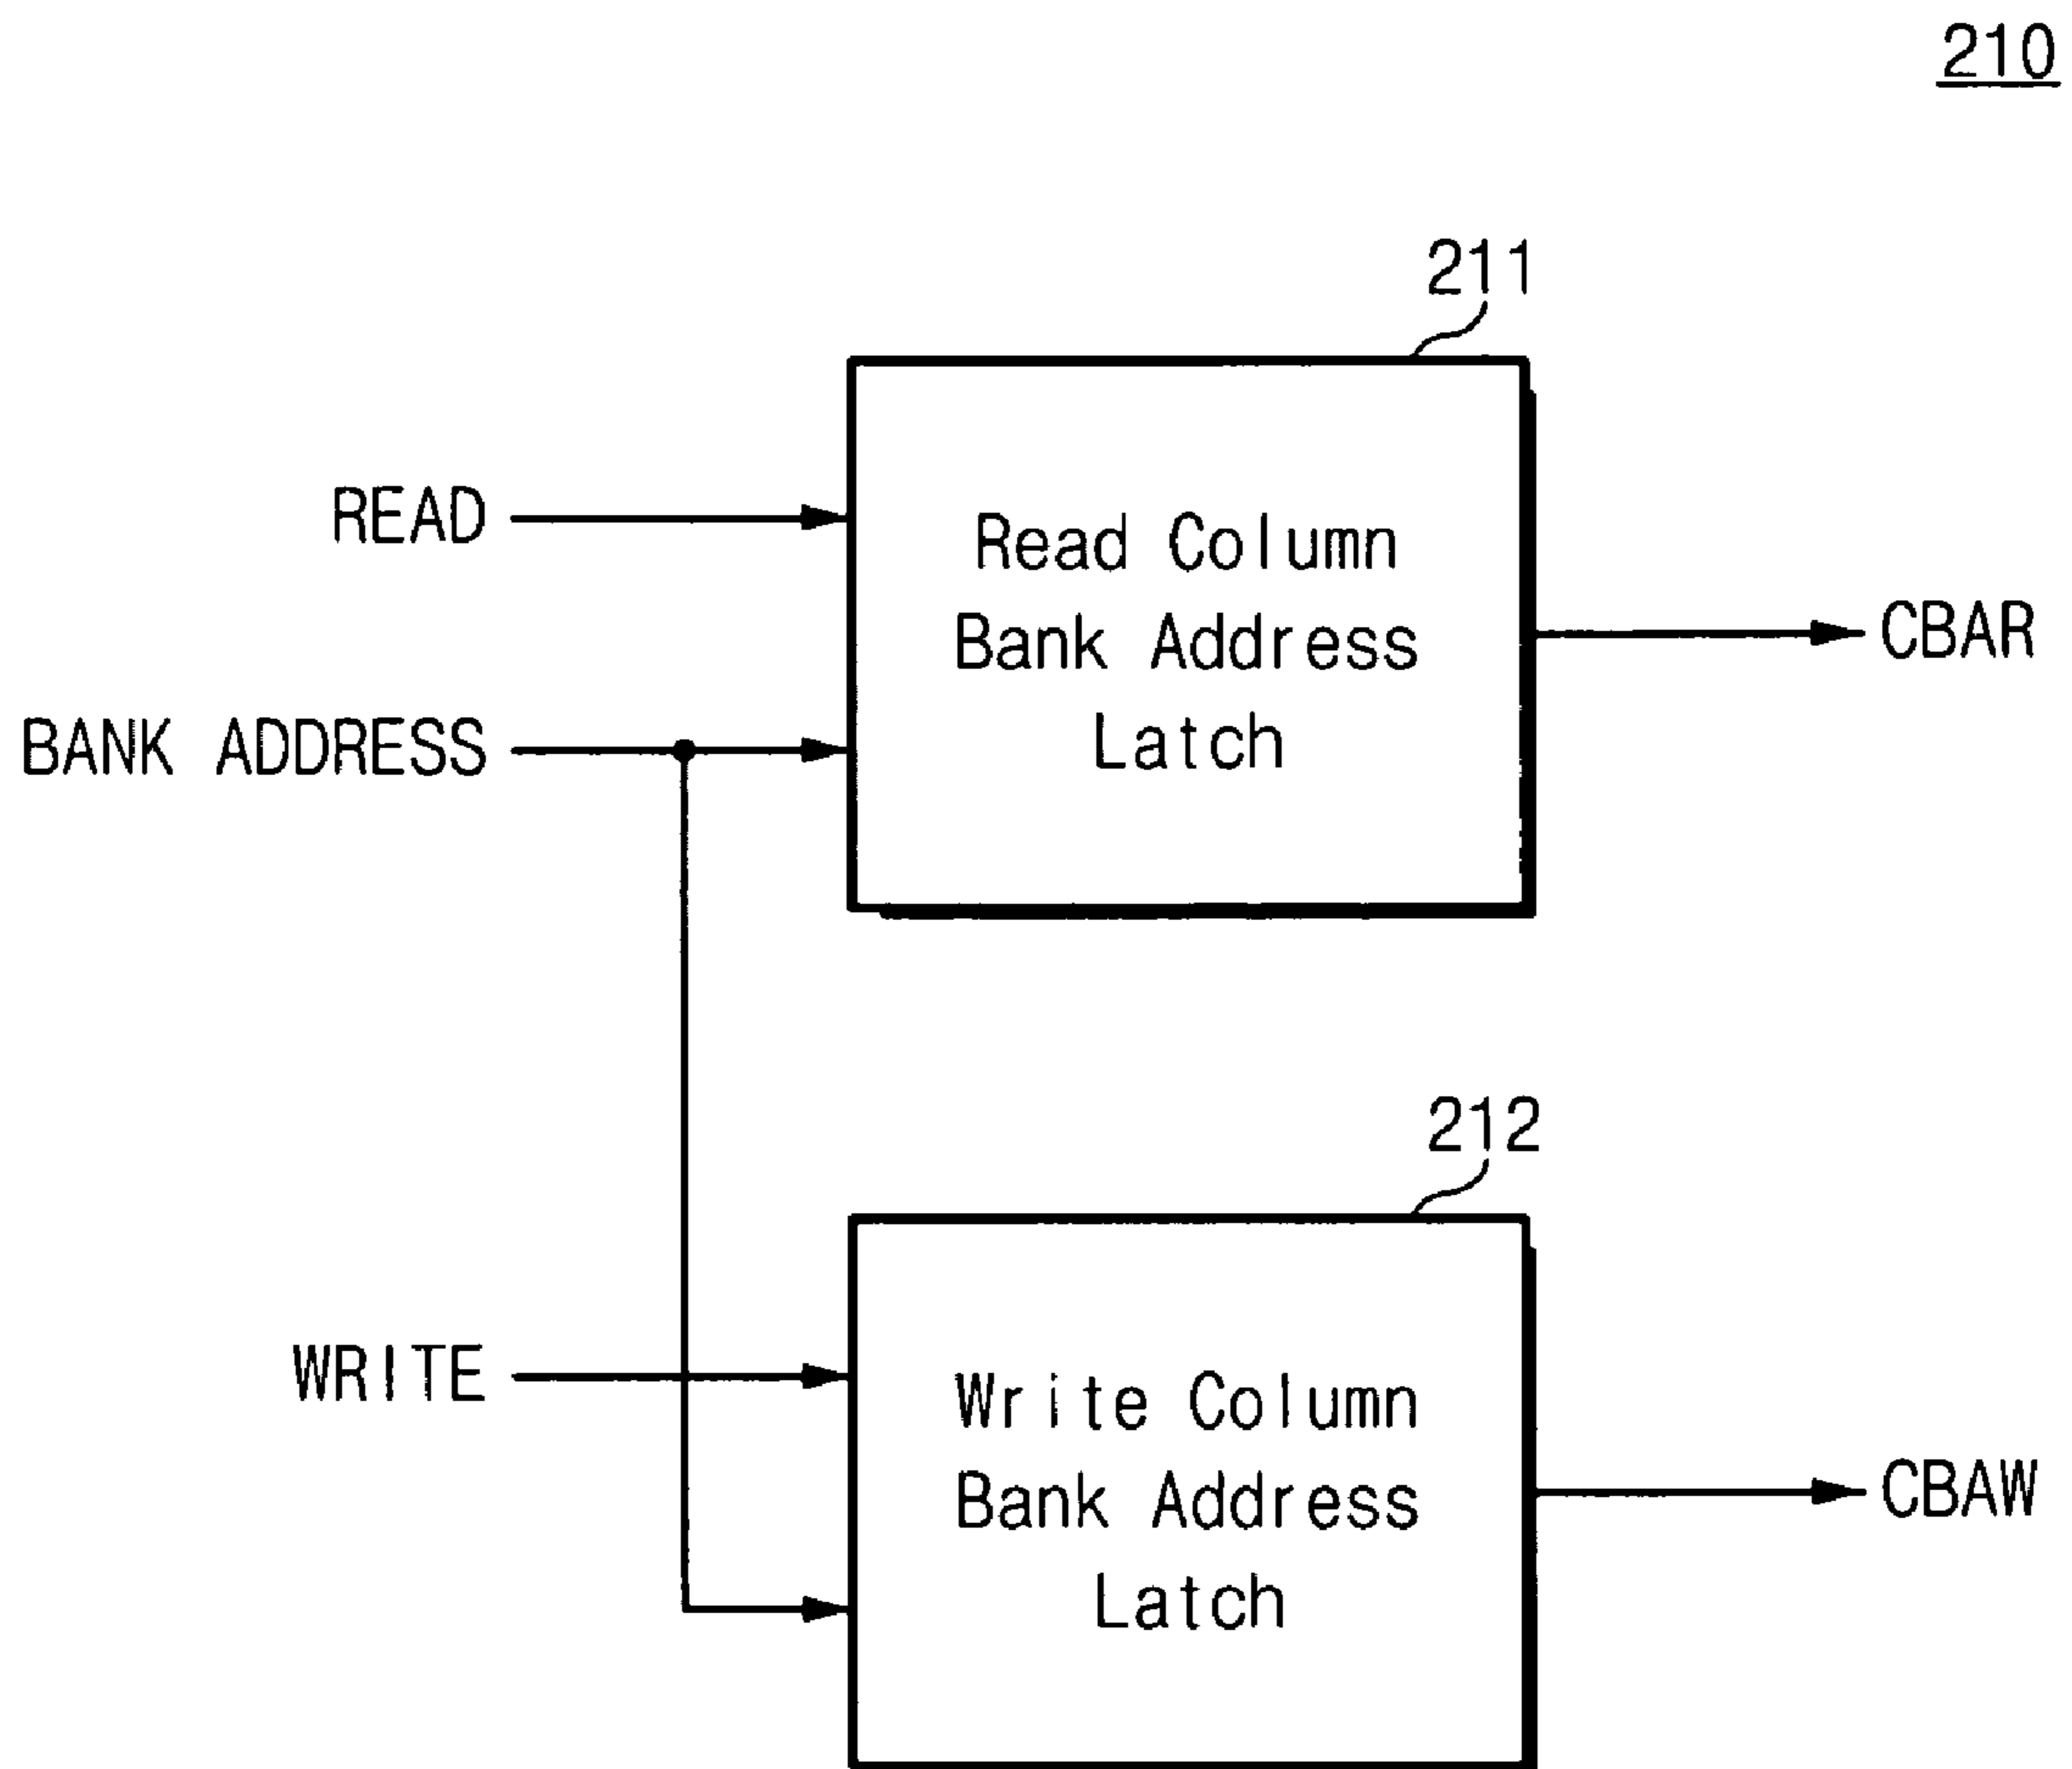 210
211
READ
Read Column
Bank Address
Latch
CBAR
BANK ADDRESS
212
WRITE
Write Column
Bank Address
Latch
CBAW